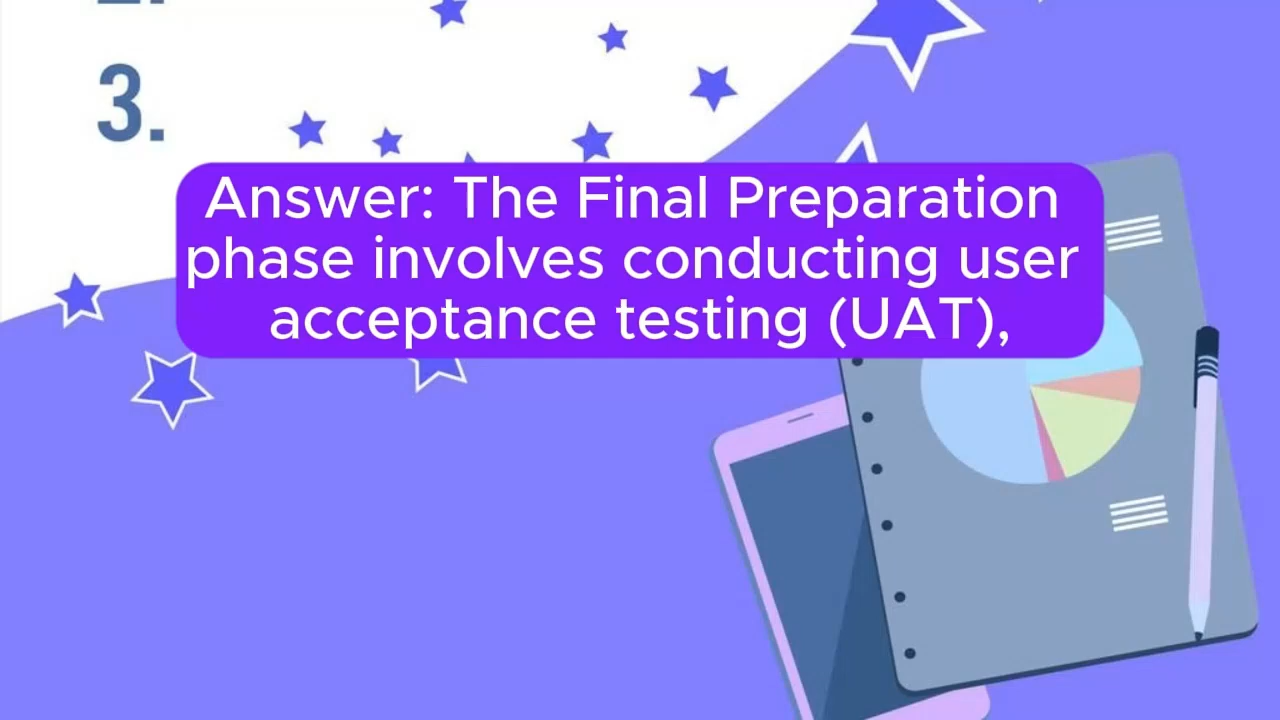 3.
Answer: The Final Preparation
phase involves conducting user
acceptance testing (UAT),